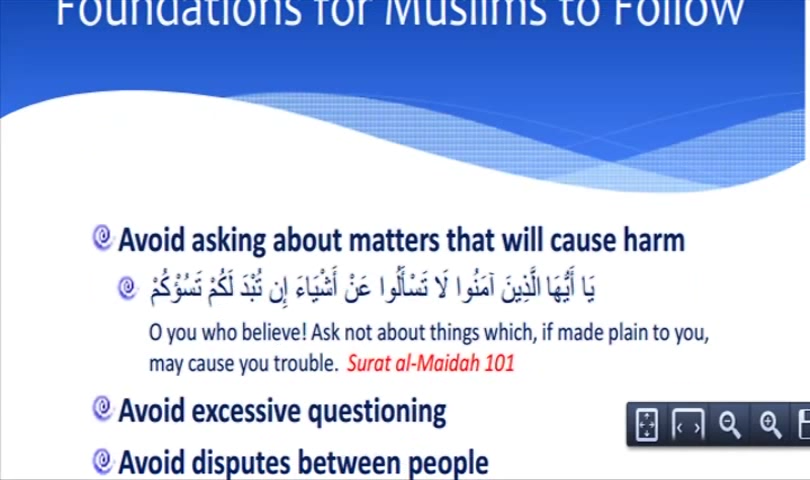 Foundations for Muslims to Follow
Avoid asking about matters that will cause harm
يَا أَيُّهَا الَّذِينَ آمَنُوا لَا تَسْأَلُوا عَنْ أَشْيَاءَ إِن تُبْدَ لَكُمْ تَسُؤْكُمْ
O you who believe! Ask not about things which, if made plain to you,
may cause you trouble. Surat al-Maidah 101
Avoid excessive questioning
Avoid disputes between people